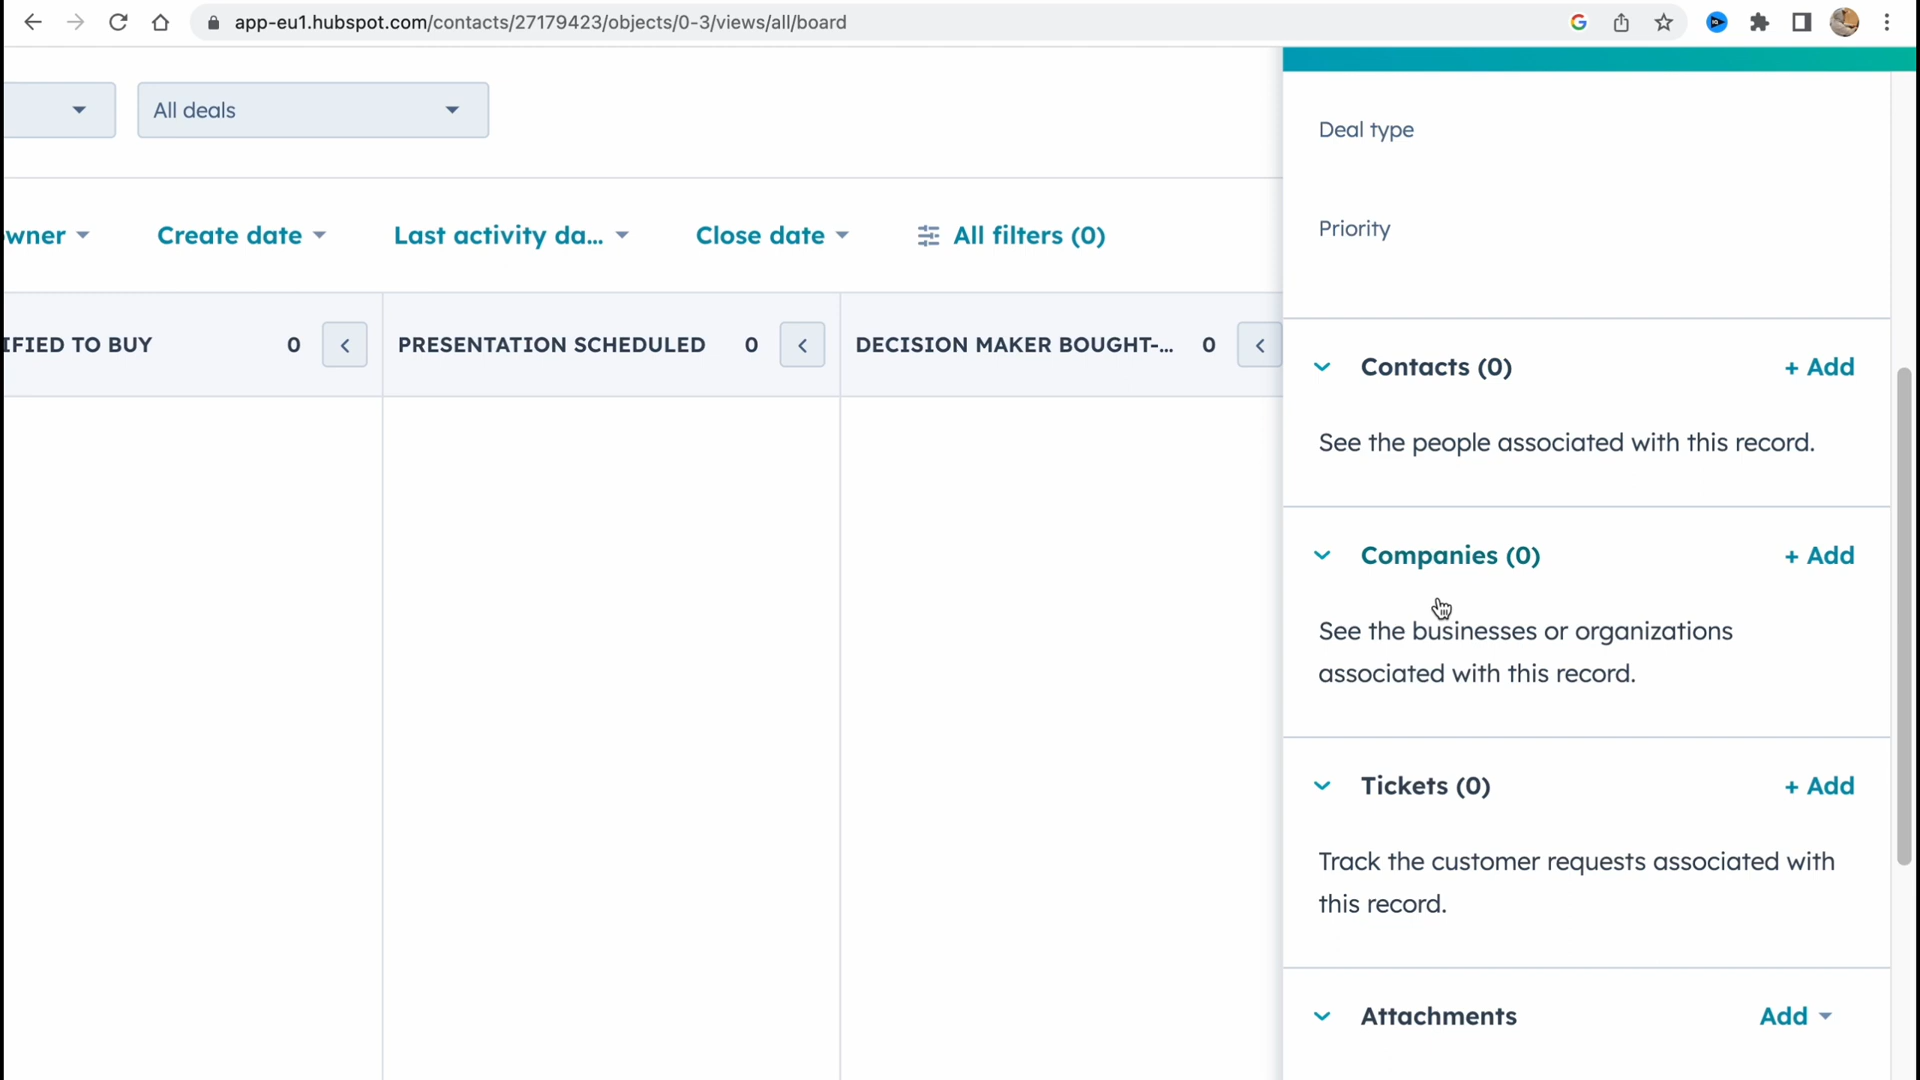 app-eu1.hubspot.com/contacts/27179423/objects/0-3/views/all/board
All deals
wner
Create date
Last activity da...
Close date
All filters (0)
IFIED TO BUY 0
PRESENTATION SCHEDULED 0
DECISION MAKER BOUGHT-... 0
Deal type
Priority
Contacts (0)
+ Add
See the people associated with this record.
Companies (0)
+ Add
See the businesses or organizations
associated with this record.
Tickets (0)
+ Add
Track the customer requests associated with
this record.
Attachments
Add